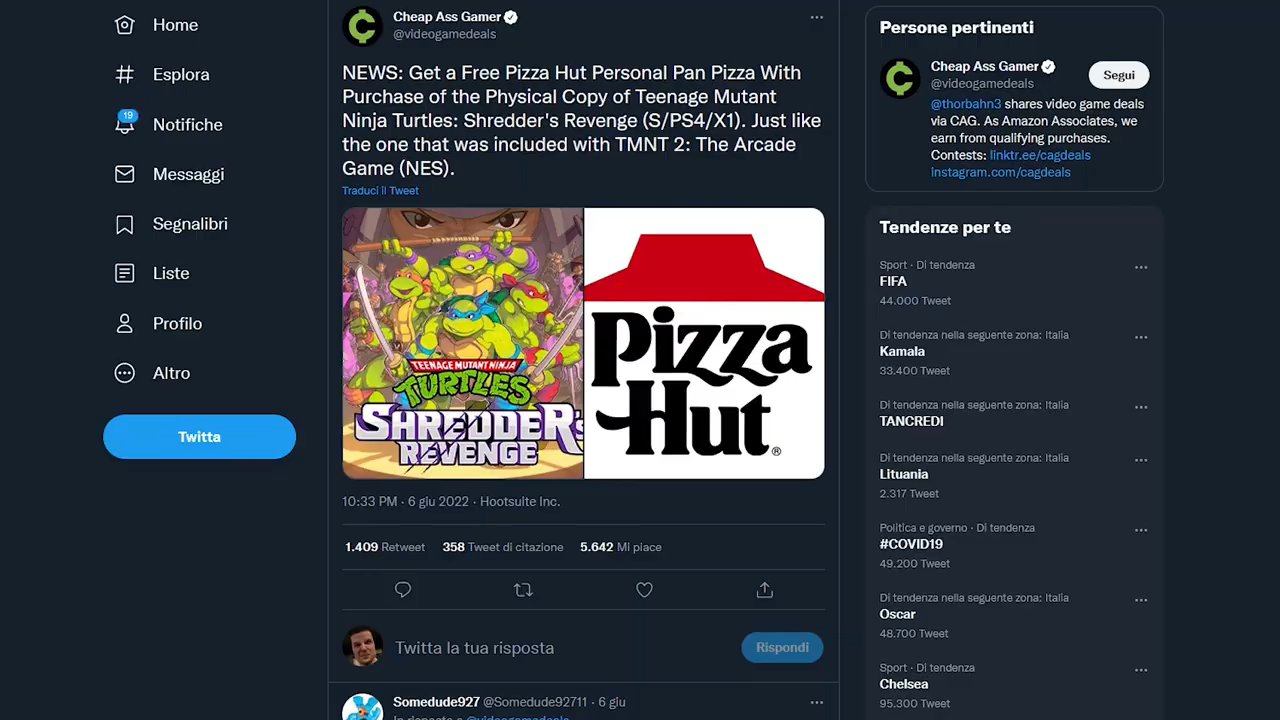 Home
Esplora
19
Notifiche
Messaggi
Segnalibri
Liste
Profilo
Altro
Twitta
Cheap Ass Gamer
@videogamedeals
NEWS: Get a Free Pizza Hut Personal Pan Pizza With
Purchase of the Physical Copy of Teenage Mutant
Ninja Turtles: Shredder's Revenge (S/PS4/X1). Just like
the one that was included with TMNT 2: The Arcade
Game (NES).
Traduci il Tweet
TEENAGE MUTANT NINJA
TURTLES
SHREDDER'S
REVENGE
Pizza
Hut®
10:33 PM · 6 giu 2022 · Hootsuite Inc.
1.409 Retweet 358 Tweet di citazione 5.642 Mi piace
Twitta la tua risposta
Rispondi
Somedude927 @Somedude92711 · 6 giu
In risposta a @videogamedeals
Persone pertinenti
Cheap Ass Gamer
@videogamedeals
Segui
@thorbahn3 shares video game deals
via CAG. As Amazon Associates, we
earn from qualifying purchases.
Contests: linktr.ee/cagdeals
Instagram.com/cagdeals
Tendenze per te
Sport · Di tendenza
FIFA
44.000 Tweet
Di tendenza nella seguente zona: Italia
Kamala
33.400 Tweet
Di tendenza nella seguente zona: Italia
TANCREDI
Di tendenza nella seguente zona: Italia
Lituania
2.317 Tweet
Politica e governo · Di tendenza
#COVID19
49.200 Tweet
Di tendenza nella seguente zona: Italia
Oscar
48.700 Tweet
Sport · Di tendenza
Chelsea
95.300 Tweet